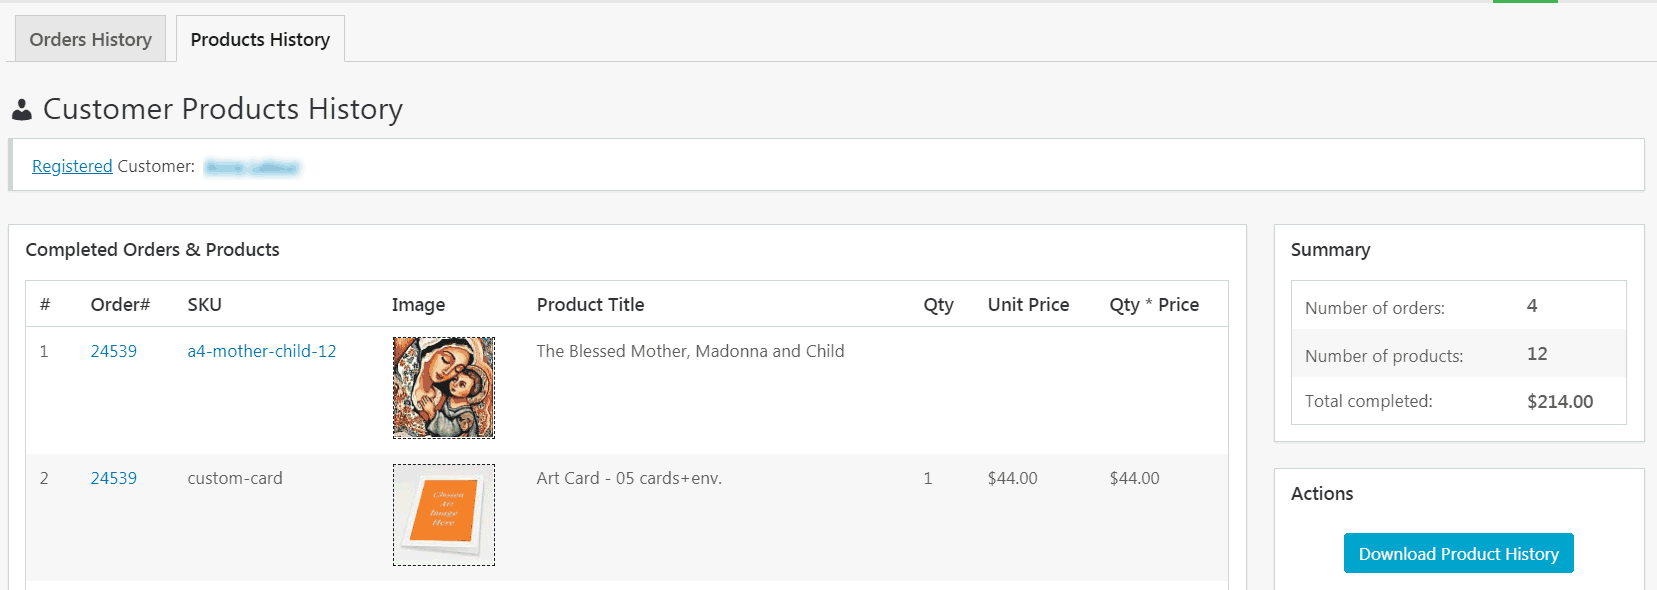 Orders History
Products History
Customer Products History
Registered Customer:
Completed Orders & Products
# Order# SKU Image Product Title Qty Unit Price Qty * Price
1 24539 a4-mother-child-12 The Blessed Mother, Madonna and Child
2 24539 custom-card Art Card - 05 cards+env. 1 $44.00 $44.00
Chosen
Art
Image
Here
Summary
Number of orders: 4
Number of products: 12
Total completed: $214.00
Actions
Download Product History